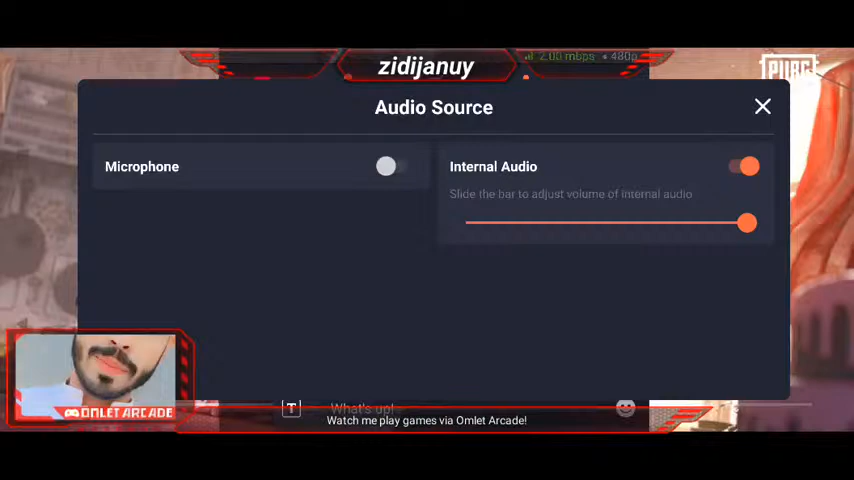 zidijanuy
2.00 mbps
480p
PUBG
Audio Source
Microphone
Internal Audio
Slide the bar to adjust volume of internal audio
OMLET ARCADE
T
What's up!
Watch me play games via Omlet Arcade!